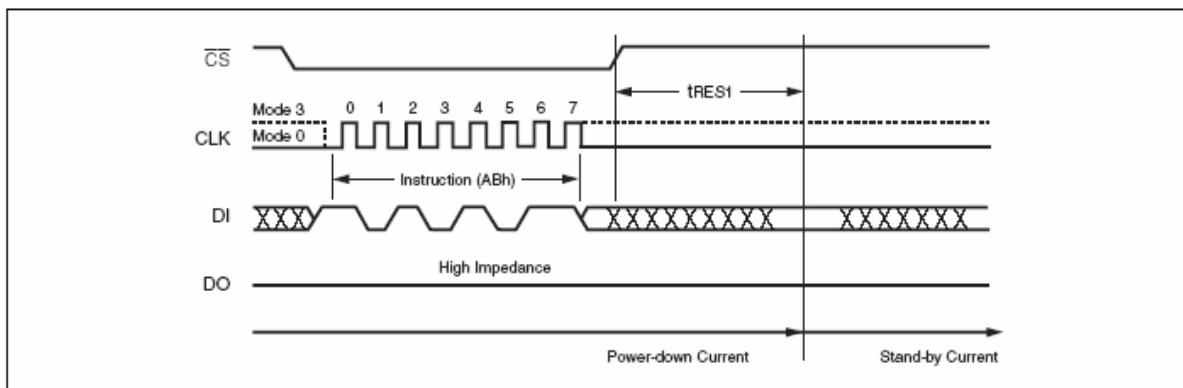 CS
tRES1
Mode 3 0 1 2 3 4 5 6 7
CLK Mode 0
Instruction (ABh)
DI
High Impedance
DO
Power-down Current Stand-by Current